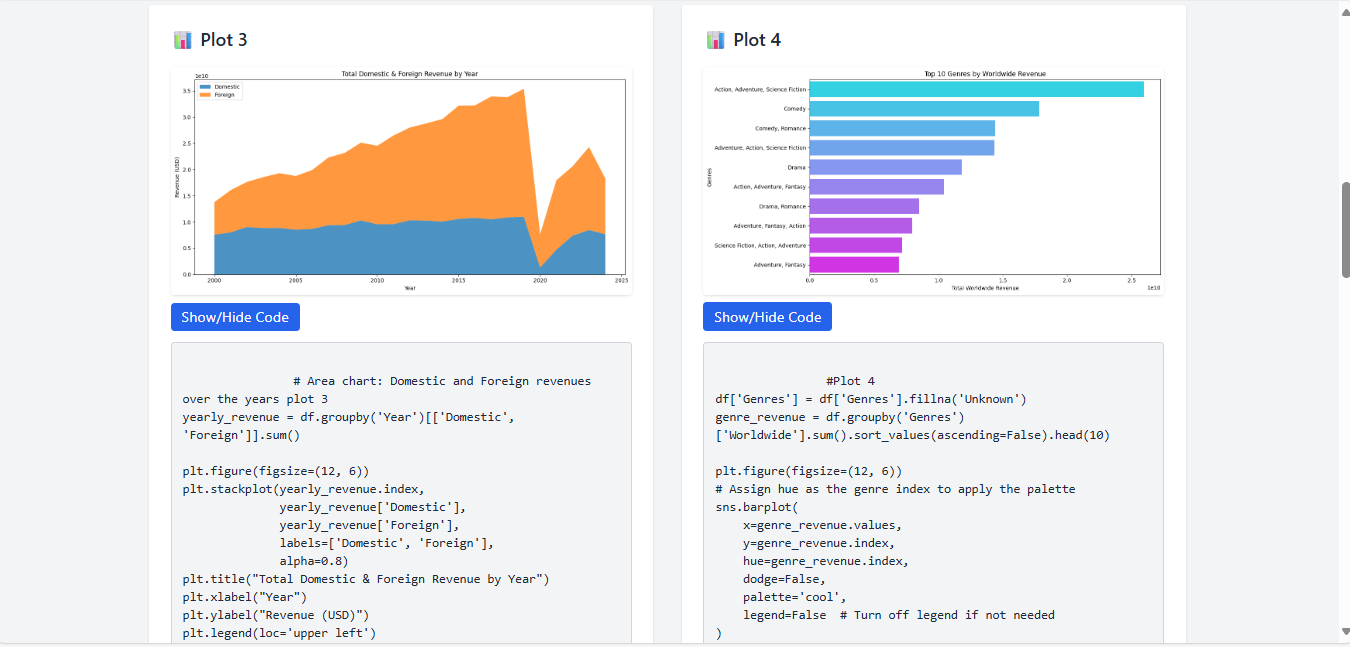 Plot 3
Total Domestic & Foreign Revenue by Year
1e10
Domestic
Foreign
Revenue (USD)
3.5
3.0
2.5
2.0
1.5
1.0
0.5
0.0
2000 2005 2010 2015 2020 2025
Year
Show/Hide Code
# Area chart: Domestic and Foreign revenues
over the years plot 3
yearly_revenue = df.groupby('Year')[['Domestic',
'Foreign']].sum()
plt.figure(figsize=(12, 6))
plt.stackplot(yearly_revenue.index,
yearly_revenue['Domestic'],
yearly_revenue['Foreign'],
labels=['Domestic', 'Foreign'],
alpha=0.8)
plt.title("Total Domestic & Foreign Revenue by Year")
plt.xlabel("Year")
plt.ylabel("Revenue (USD)")
plt.legend(loc='upper left')
Plot 4
Top 10 Genres by Worldwide Revenue
Genres
Action, Adventure, Science Fiction
Comedy
Comedy, Romance
Adventure, Action, Science Fiction
Drama
Action, Adventure, Fantasy
Drama, Romance
Adventure, Fantasy, Action
Science Fiction, Action, Adventure
Adventure, Fantasy
0.0 0.5 1.0 1.5 2.0 2.5
Total Worldwide Revenue
1e10
Show/Hide Code
#Plot 4
df['Genres'] = df['Genres'].fillna('Unknown')
genre_revenue = df.groupby('Genres')
['Worldwide'].sum().sort_values(ascending=False).head(10)
plt.figure(figsize=(12, 6))
# Assign hue as the genre index to apply the palette
sns.barplot(
x=genre_revenue.values,
y=genre_revenue.index,
hue=genre_revenue.index,
dodge=False,
palette='cool',
legend=False # Turn off legend if not needed
)